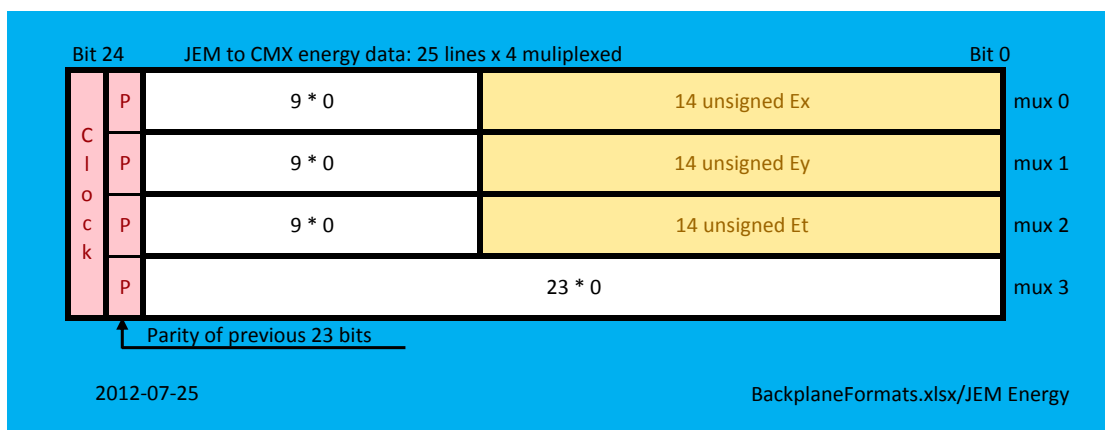 Bit 24 JEM to CMX energy data: 25 lines x 4 muliplexed Bit 0
Clock
P 9 * 0 14 unsigned Ex mux 0
P 9 * 0 14 unsigned Ey mux 1
P 9 * 0 14 unsigned Et mux 2
P 23 * 0 mux 3
Parity of previous 23 bits
2012-07-25 BackplaneFormats.xlsx/JEM Energy